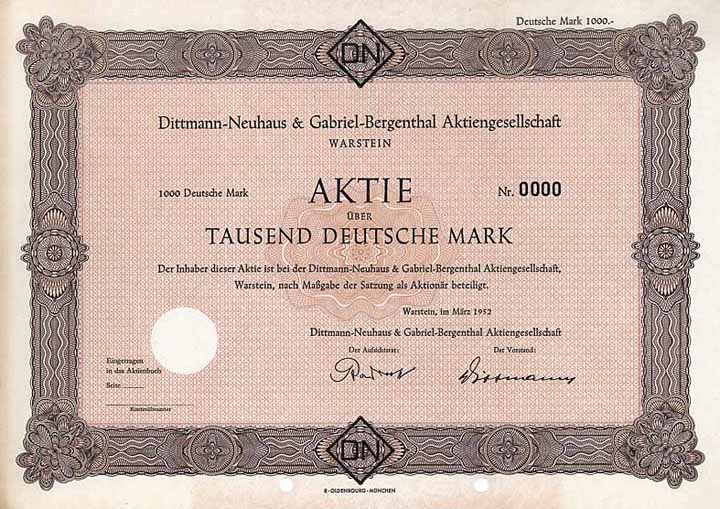 Deutsche Mark 1000.-
DN
Dittmann-Neuhaus & Gabriel-Bergenthal Aktiengesellschaft
WARSTEIN
1000 Deutsche Mark
AKTIE
Nr. 0000
ÜBER
TAUSEND DEUTSCHE MARK
Der Inhaber dieser Aktie ist bei der Dittmann-Neuhaus & Gabriel-Bergenthal Aktiengesellschaft,
Warstein, nach Maßgabe der Satzung als Aktionär beteiligt.
Warstein, im März 1952
Dittmann-Neuhaus & Gabriel-Bergenthal Aktiengesellschaft
Der Aufsichtsrat:
Der Vorstand:
Dittmann
Eingetragen
in das Aktienbuch
Seite
Kontrollbeamter
DN
R·OLDENBOURG·MÜNCHEN